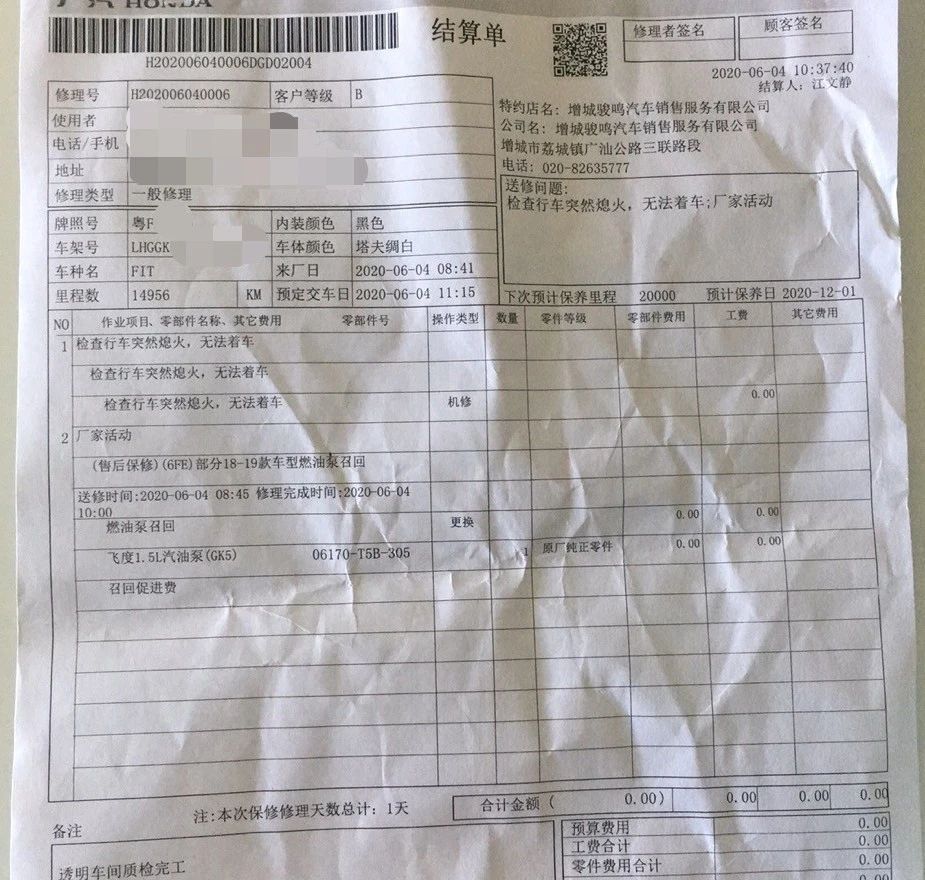 HONDA
结算单
修理者签名
顾客签名
H202006040006DGD02004
2020-06-04 10:37:40
结算人: 江文静
修理号 H202006040006 客户等级 B
使用者
电话/手机
地址
修理类型 一般修理
特约店名: 增城骏鸣汽车销售服务有限公司
公司名: 增城骏鸣汽车销售服务有限公司
增城市荔城镇广汕公路三联路段
电话: 020-82635777
送修问题:
检查行车突然熄火, 无法着车;厂家活动
牌照号 粤F 内装颜色 黑色
车架号 LHGGK 车体颜色 塔夫绸白
车种名 FIT 来厂日 2020-06-04 08:41
里程数 14956 KM 预定交车日 2020-06-04 11:15
下次预计保养里程 20000 预计保养日 2020-12-01
NO 作业项目、零部件名称、其它费用 零部件号 操作类型 数量 零件等级 零部件费用 工费 其它费用
1 检查行车突然熄火, 无法着车
检查行车突然熄火, 无法着车
检查行车突然熄火, 无法着车 机修 0.00
2 厂家活动
(售后保修)(6FE)部分18-19款车型燃油泵召回
送修时间:2020-06-04 08:45 修理完成时间:2020-06-04
10:00
燃油泵召回 更换 0.00 0.00
飞度1.5L汽油泵(GK5) 06170-T5B-305 1 原厂纯正零件 0.00 0.00
召回促进费
注:本次保修修理天数总计: 1天
合计金额 ( 0.00) 0.00 0.00 0.00
备注
透明车间质检完工
预算费用 0.00
工费合计 0.00
零件费用合计 0.00